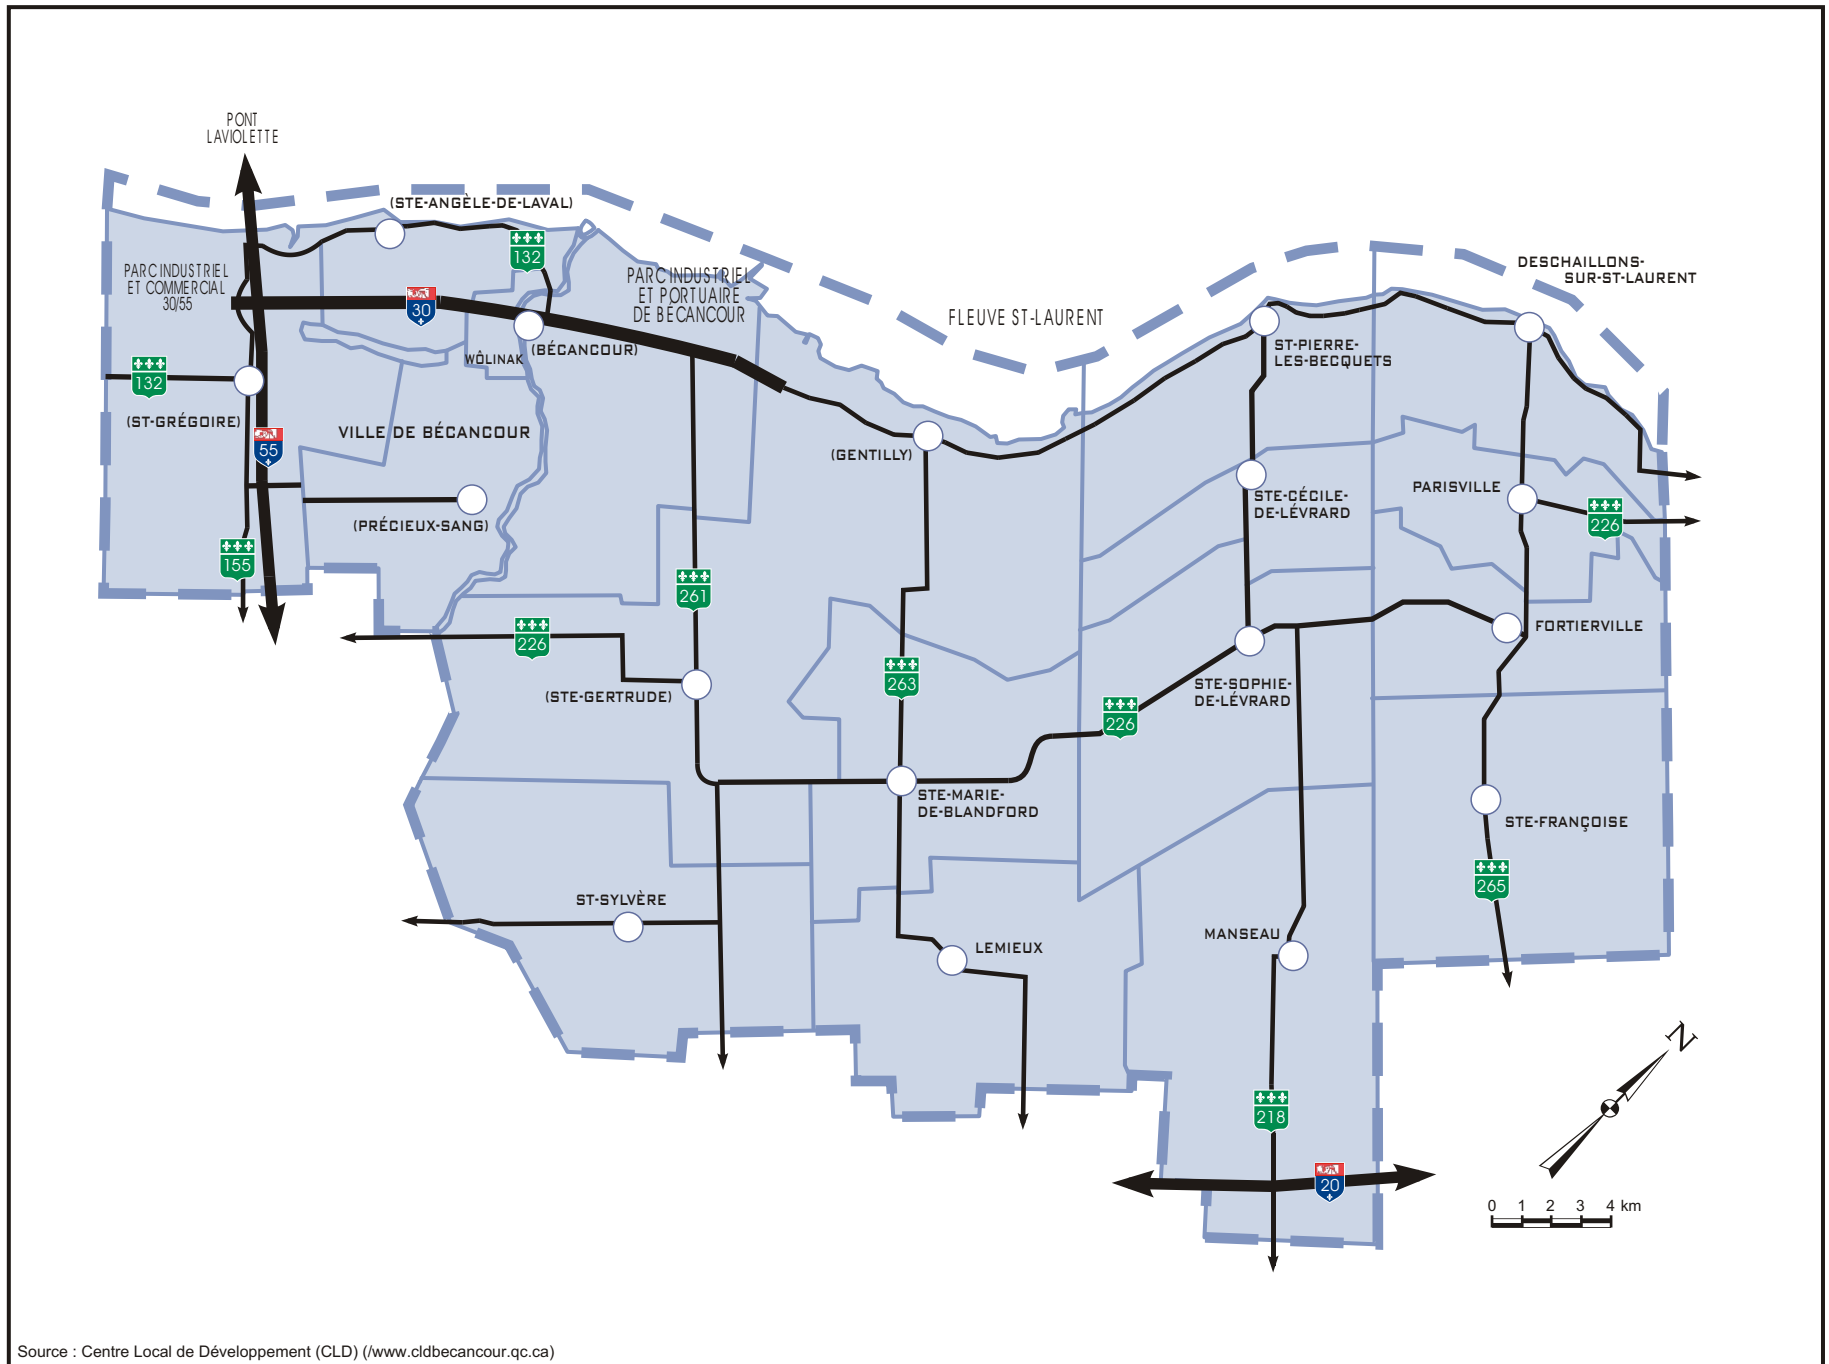 PONT
LAVIOLETTE
(STE-ANGÈLE-DE-LAVAL)
132
PARC INDUSTRIEL
ET COMMERCIAL
30/55
30
PARC INDUSTRIEL
ET PORTUAIRE
DE BÉCANCOUR
FLEUVE ST-LAURENT
DESCHAILLONS-
SUR-ST-LAURENT
(BÉCANCOUR)
WÔLINAK
ST-PIERRE-
LES-BECQUETS
132
(ST-GRÉGOIRE)
VILLE DE BÉCANCOUR
55
(GENTILLY)
(PRÉCIEUX-SANG)
STE-CÉCILE-
DE-LÉVRARD
PARISVILLE
226
155
261
226
FORTIERVILLE
263
(STE-GERTRUDE)
STE-SOPHIE-
DE-LÉVRARD
226
STE-MARIE-
DE-BLANDFORD
STE-FRANÇOISE
265
ST-SYLVÈRE
LEMIEUX
MANSEAU
N
218
20
0 1 2 3 4 km
Source : Centre Local de Développement (CLD) (/www.cldbecancour.qc.ca)